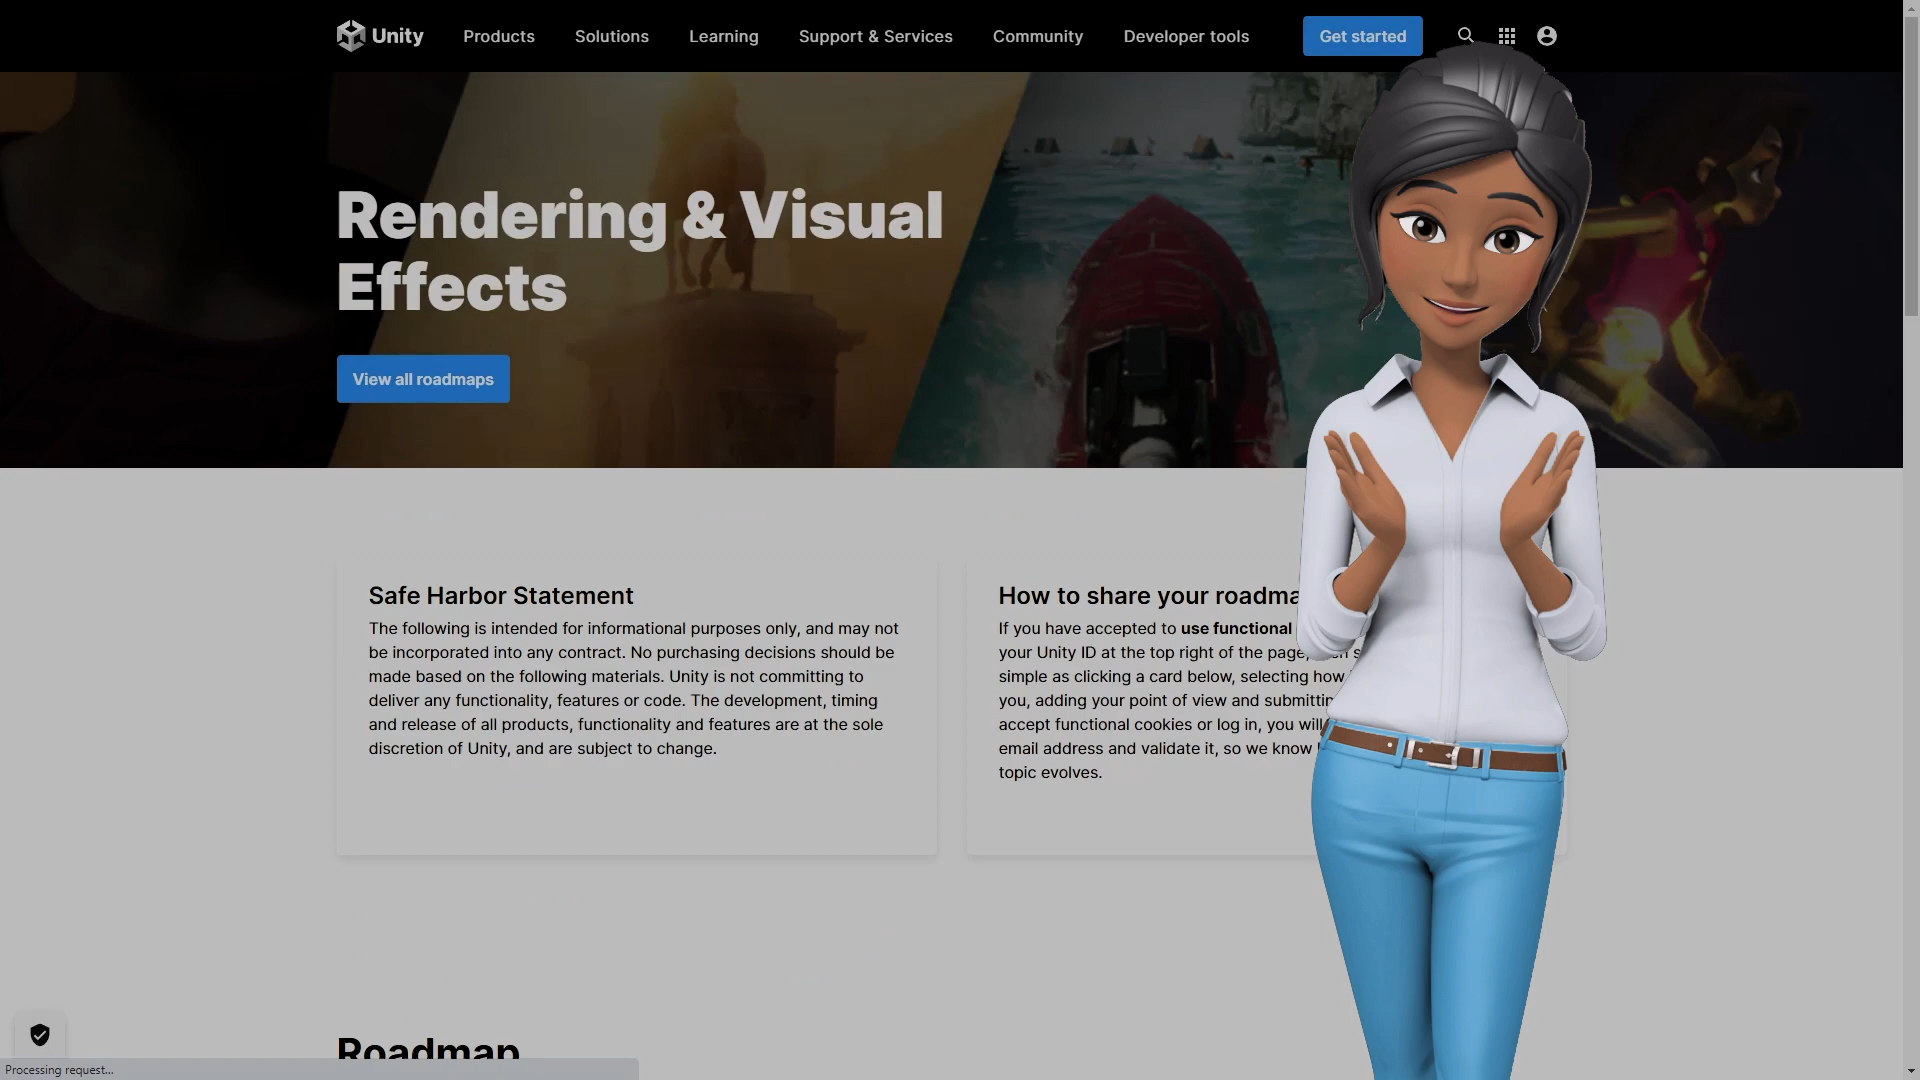 Unity Products Solutions Learning Support & Services Community Developer tools Get started
Rendering & Visual
Effects
View all roadmaps
Safe Harbor Statement
The following is intended for informational purposes only, and may not
be incorporated into any contract. No purchasing decisions should be
made based on the following materials. Unity is not committing to
deliver any functionality, features or code. The development, timing
and release of all products, functionality and features are at the sole
discretion of Unity, and are subject to change.
How to share your
If you have accepted to use functional
your Unity ID at the top right of the page,
simple as clicking a card below, selecting how
you, adding your point of view and
accept functional cookies or log in, you will
email address and validate it, so we know
topic evolves.
Roadmap
Processing request...